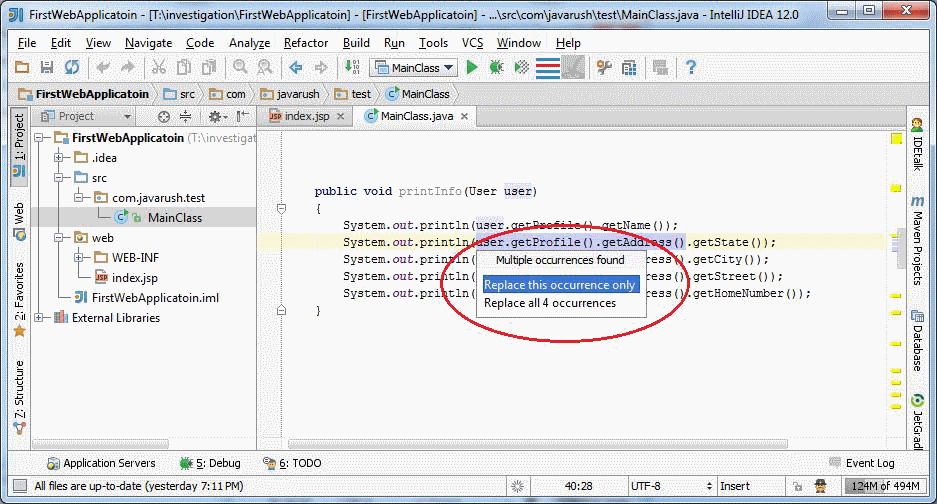 FirstWebApplicatoin - [T:\investigation\FirstWebApplicatoin] - [FirstWebApplicatoin] - ...\src\com\javarush\test\MainClass.java - IntelliJ IDEA 12.0
File Edit View Navigate Code Analyze Refactor Build Run Tools VCS Window Help
MainClass
FirstWebApplicatoin src com javarush test MainClass
Project
index.jsp
MainClass.java
1: Project
Web
2: Favorites
7: Structure
FirstWebApplicatoin (T:\investigat
.idea
src
com.javarush.test
MainClass
web
WEB-INF
index.jsp
FirstWebApplicatoin.iml
External Libraries
public void printInfo(User user)
{
System.out.println(user.getProfile().getName());
System.out.println(user.getProfile().getAddress().getState());
System.out.println( ress().getCity());
System.out.println( ress().getStreet());
System.out.println( ress().getHomeNumber());
}
Multiple occurrences found
Replace this occurrence only
Replace all 4 occurrences
IDEtalk
Maven Projects
Database
JetGradl
Application Servers 5: Debug 6: TODO Event Log
All files are up-to-date (yesterday 7:11 PM) 40:28 UTF-8 Insert 124M of 494M